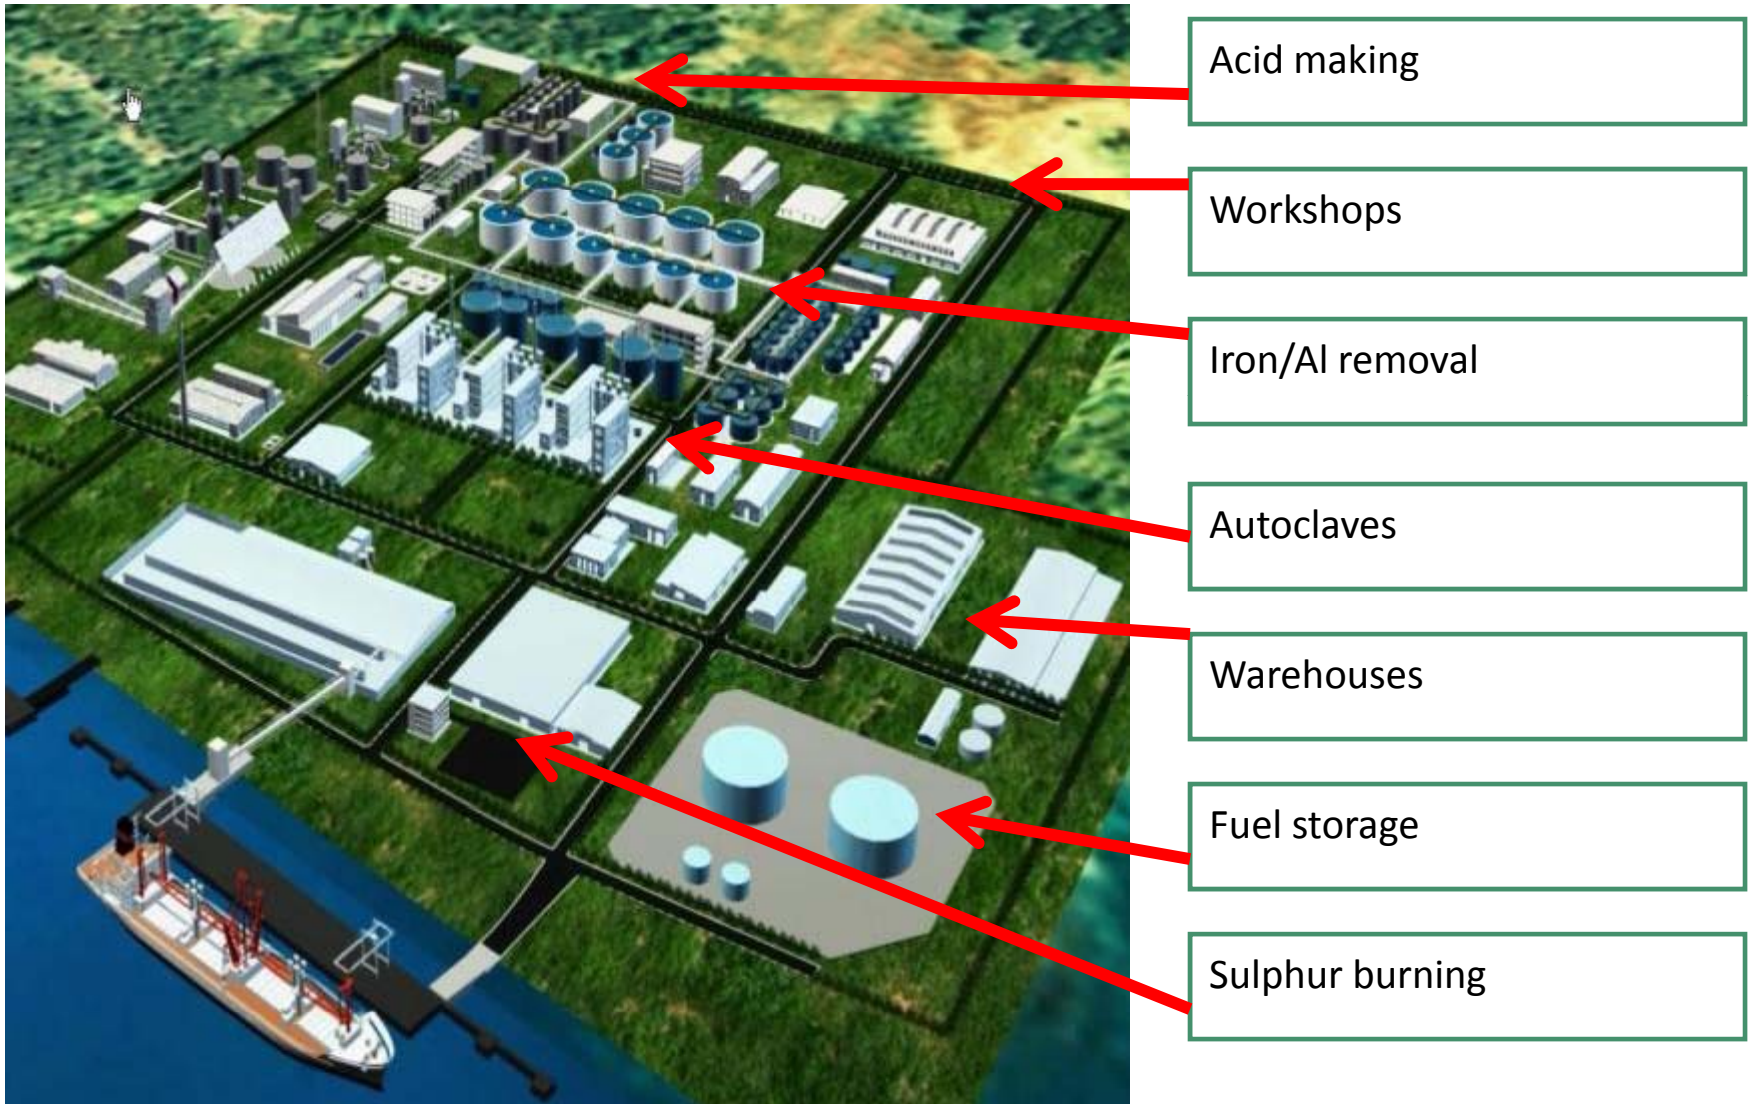 Acid making
Workshops
Iron/Al removal
Autoclaves
Warehouses
Fuel storage
Sulphur burning